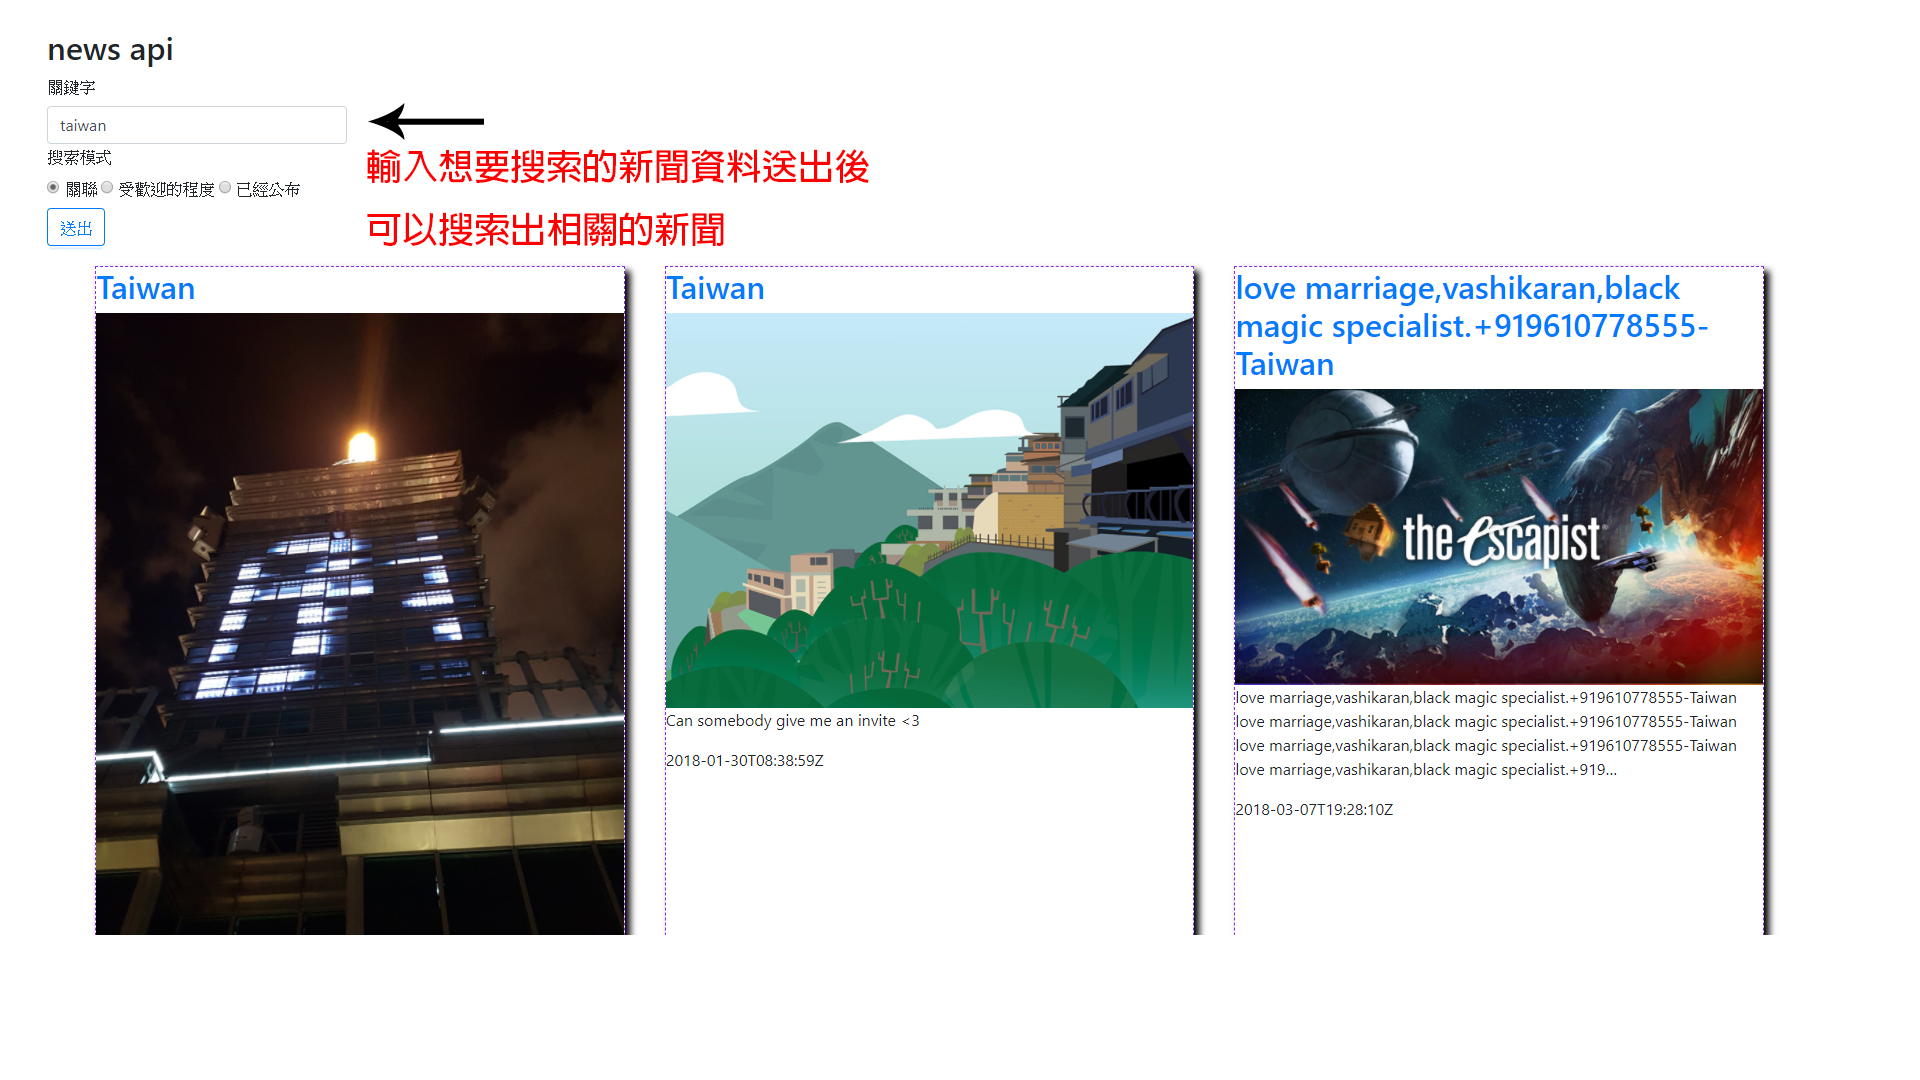 news api
關鍵字
taiwan
搜索模式
關聯 受歡迎的程度 已經公布
送出
輸入想要搜索的新聞資料送出後
可以搜索出相關的新聞
Taiwan
Taiwan
Can somebody give me an invite <3
2018-01-30T08:38:59Z
love marriage,vashikaran,black
magic specialist.+919610778555-
Taiwan
the escapist
love marriage,vashikaran,black magic specialist.+919610778555-Taiwan
love marriage,vashikaran,black magic specialist.+919610778555-Taiwan
love marriage,vashikaran,black magic specialist.+919610778555-Taiwan
love marriage,vashikaran,black magic specialist.+919…
2018-03-07T19:28:10Z